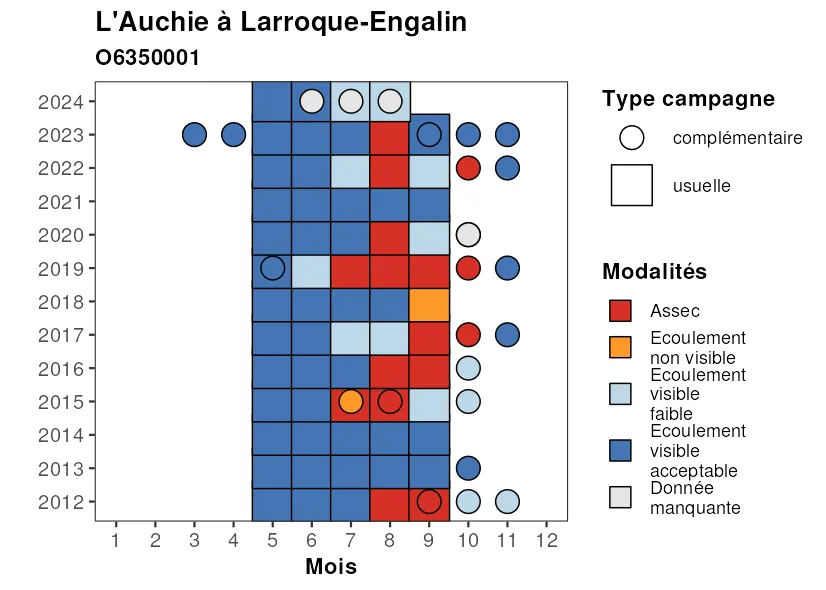 L'Auchie à Larroque-Engalin
O6350001
2024
2023
2022
2021
2020
2019
2018
2017
2016
2015
2014
2013
2012
1 2 3 4 5 6 7 8 9 10 11 12
Mois
Type campagne
complémentaire
usuelle
Modalités
Assec
Ecoulement
non visible
Ecoulement
visible
faible
Ecoulement
visible
acceptable
Donnée
manquante